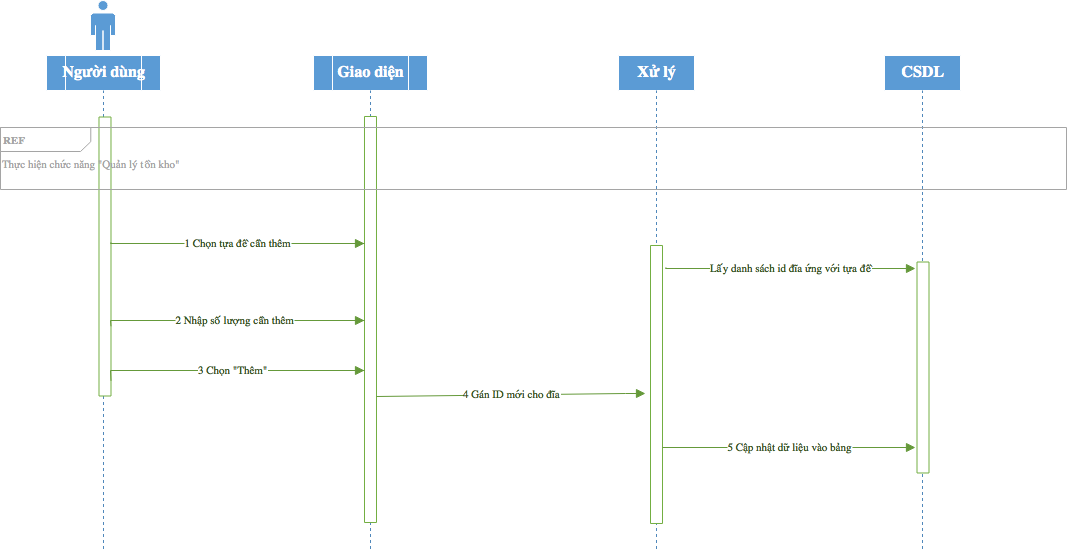 Người dùng
Giao diện
Xử lý
CSDL
REF
Thực hiện chức năng "Quản lý tồn kho"
1 Chọn tựa đề cần thêm
Lấy danh sách id đĩa ứng với tựa đề
2 Nhập số lượng cần thêm
3 Chọn "Thêm"
4 Gán ID mới cho đĩa
5 Cập nhật dữ liệu vào bảng